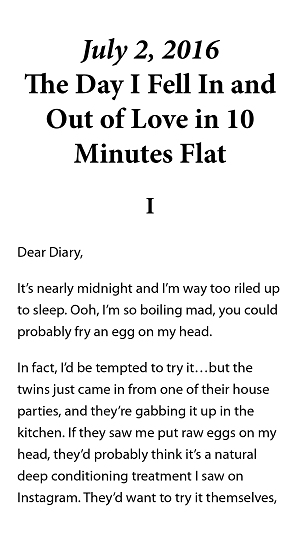 July 2, 2016
The Day I Fell In and
Out of Love in 10
Minutes Flat
I
Dear Diary,
It's nearly midnight and I'm way too riled up
to sleep. Ooh, I'm so boiling mad, you could
probably fry an egg on my head.
In fact, I'd be tempted to try it…but the
twins just came in from one of their house
parties, and they're gabbing it up in the
kitchen. If they saw me put raw eggs on my
head, they'd probably think it's a natural
deep conditioning treatment I saw on
Instagram. They'd want to try it themselves,